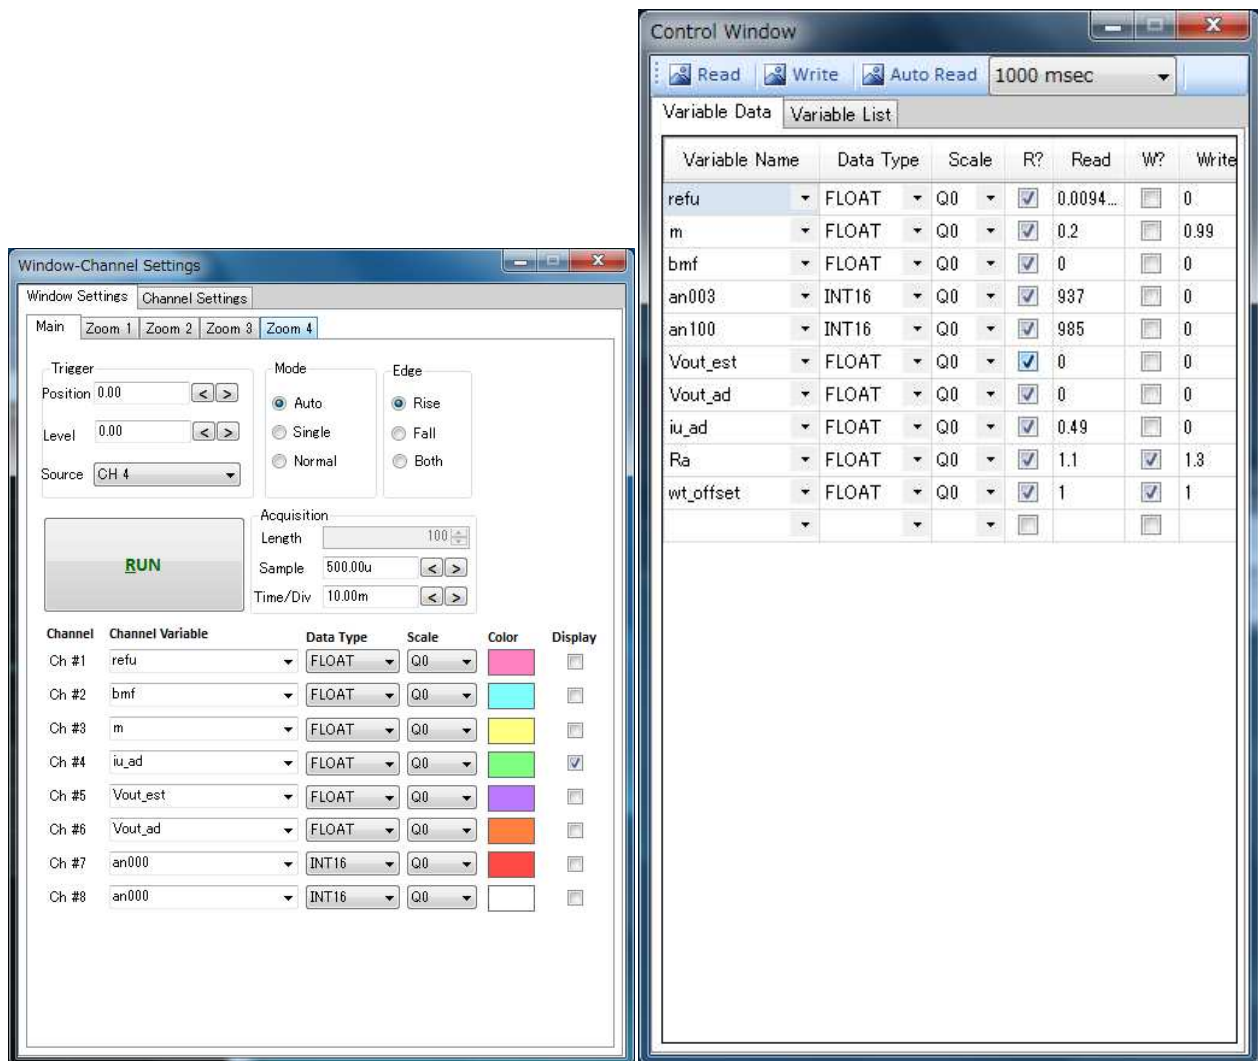 Window-Channel Settings
Window Settings Channel Settings
Main Zoom 1 Zoom 2 Zoom 3 Zoom 4
Trigger Mode Edge
Position 0.00 < > Auto Rise
Level 0.00 < > Single Fall
Source CH 4 Normal Both
Acquisition
Length 100
RUN Sample 500.00u < >
Time/Div 10.00m < >
Channel Channel Variable Data Type Scale Color Display
Ch #1 refu FLOAT Q0
Ch #2 bmf FLOAT Q0
Ch #3 m FLOAT Q0
Ch #4 iu_ad FLOAT Q0
Ch #5 Vout_est FLOAT Q0
Ch #6 Vout_ad FLOAT Q0
Ch #7 an000 INT16 Q0
Ch #8 an000 INT16 Q0
Control Window
Read Write Auto Read 1000 msec
Variable Data Variable List
Variable Name Data Type Scale R? Read W? Write
refu FLOAT Q0 0.0094... 0
m FLOAT Q0 0.2 0.99
bmf FLOAT Q0 0 0
an003 INT16 Q0 937 0
an100 INT16 Q0 985 0
Vout_est FLOAT Q0 0 0
Vout_ad FLOAT Q0 0 0
iu_ad FLOAT Q0 0.49 0
Ra FLOAT Q0 1.1 1.3
wt_offset FLOAT Q0 1 1